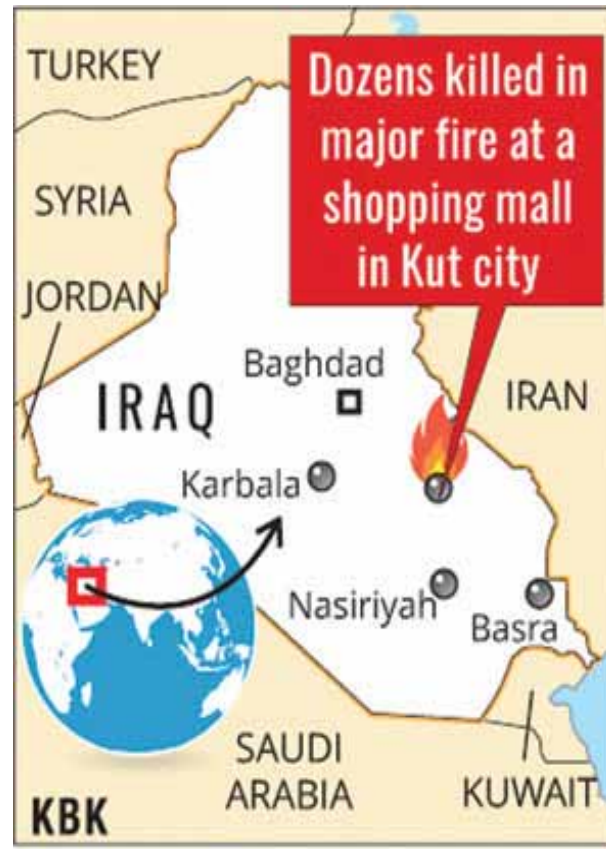 TURKEY
Dozens killed in
major fire at a
shopping mall
in Kut city
SYRIA
JORDAN
Baghdad
IRAQ
IRAN
Karbala
Nasiriyah
Basra
SAUDI
ARABIA
KUWAIT
KBK